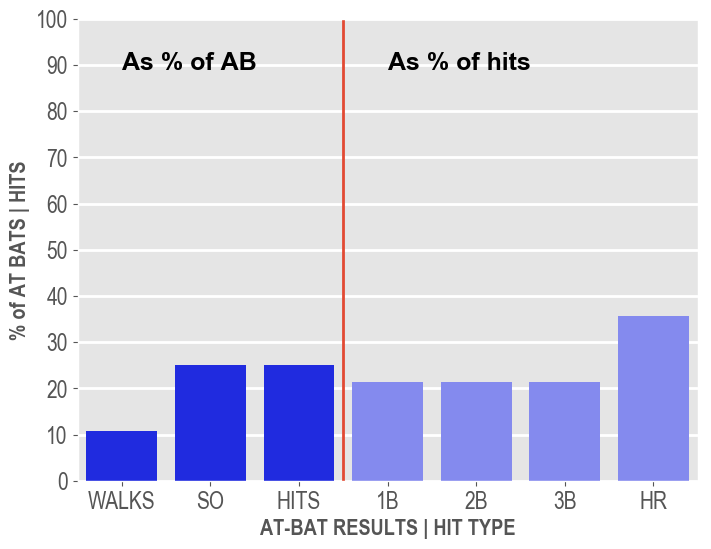 100
90
80
70
60
50
40
30
20
10
0
% of AT BATS | HITS
As % of AB
As % of hits
WALKS SO HITS 1B 2B 3B HR
AT-BAT RESULTS | HIT TYPE